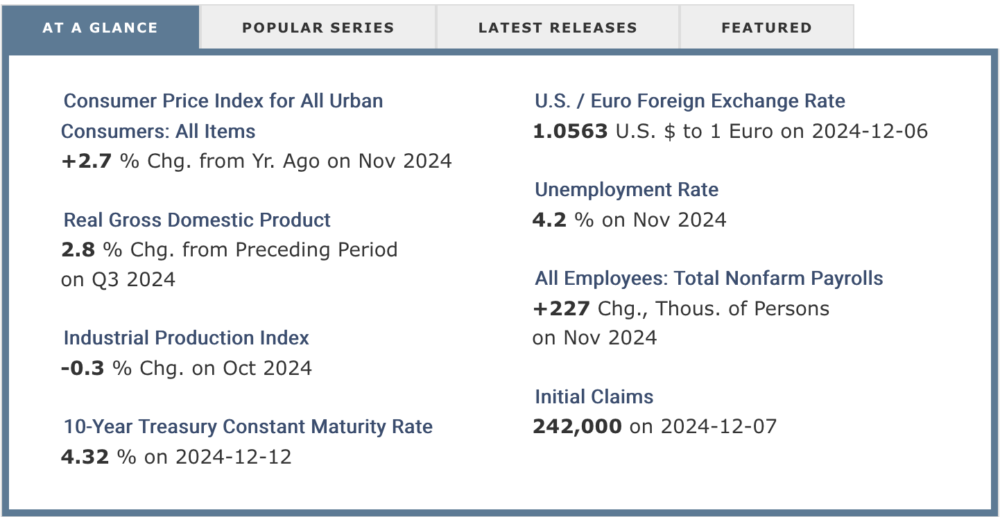 AT A GLANCE
POPULAR SERIES
LATEST RELEASES
FEATURED
Consumer Price Index for All Urban
Consumers: All Items
+2.7 % Chg. from Yr. Ago on Nov 2024
Real Gross Domestic Product
2.8 % Chg. from Preceding Period
on Q3 2024
Industrial Production Index
-0.3 % Chg. on Oct 2024
10-Year Treasury Constant Maturity Rate
4.32 % on 2024-12-12
U.S. / Euro Foreign Exchange Rate
1.0563 U.S. $ to 1 Euro on 2024-12-06
Unemployment Rate
4.2 % on Nov 2024
All Employees: Total Nonfarm Payrolls
+227 Chg., Thous. of Persons
on Nov 2024
Initial Claims
242,000 on 2024-12-07